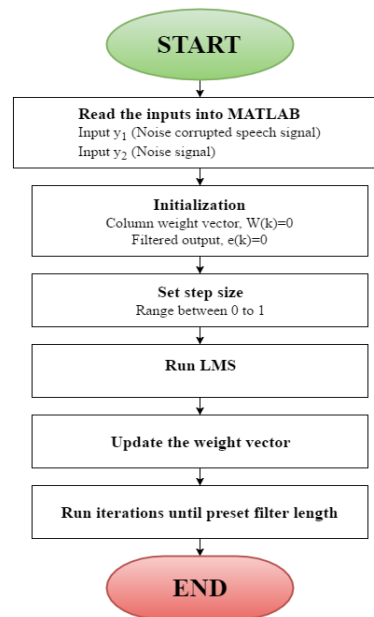 START
Read the inputs into MATLAB
Input y₁ (Noise corrupted speech signal)
Input y₂ (Noise signal)
Initialization
Column weight vector, W(k)=0
Filtered output, e(k)=0
Set step size
Range between 0 to 1
Run LMS
Update the weight vector
Run iterations until preset filter length
END